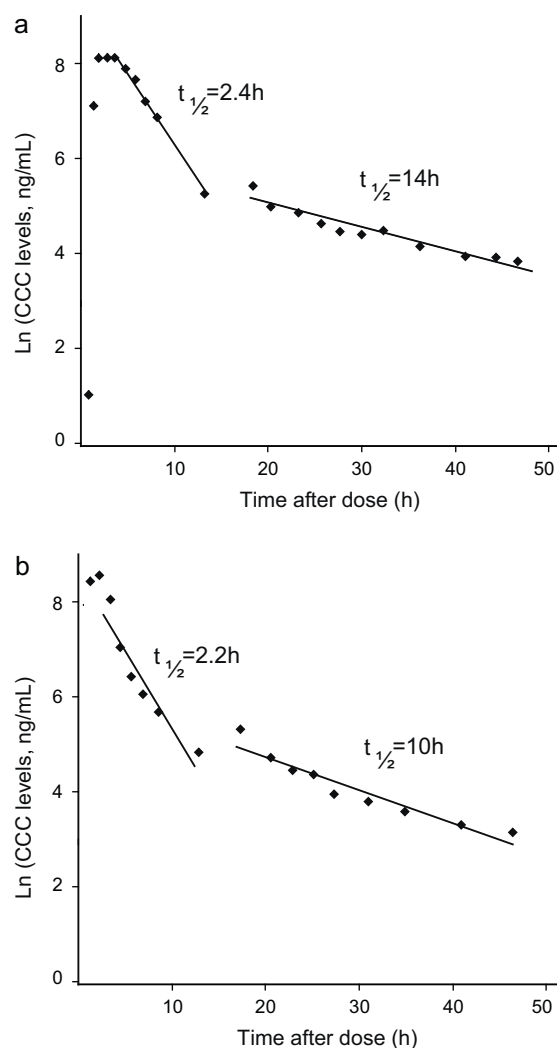 a
8
6
4
2
0
Ln (CCC levels, ng/mL)
t ½=2.4h
t ½=14h
10 20 30 40 50
Time after dose (h)
b
8
6
4
2
0
Ln (CCC levels, ng/mL)
t ½=2.2h
t ½=10h
10 20 30 40 50
Time after dose (h)